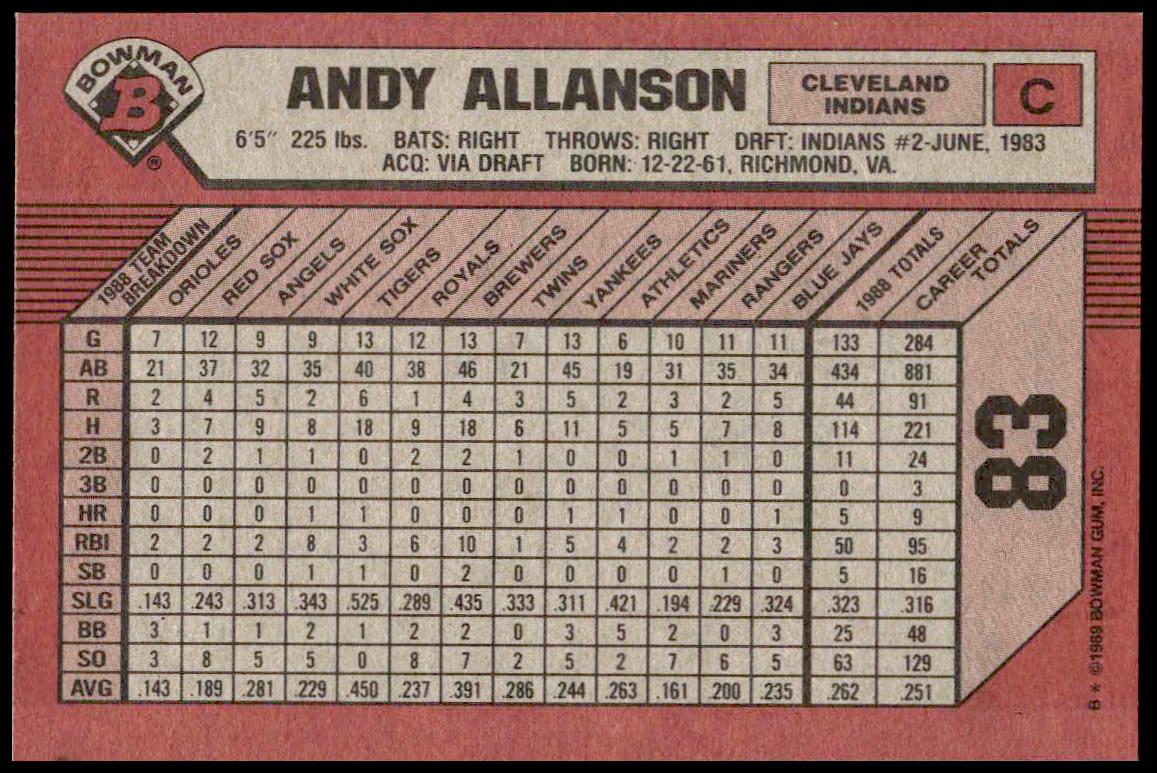 BOWMAN
B
®
ANDY ALLANSON
CLEVELAND
INDIANS
C
6'5" 225 lbs. BATS: RIGHT THROWS: RIGHT DRFT: INDIANS #2-JUNE, 1983
ACQ: VIA DRAFT BORN: 12-22-61, RICHMOND, VA.
1988 TEAM
BREAKDOWN
ORIOLES
RED SOX
ANGELS
WHITE SOX
TIGERS
ROYALS
BREWERS
TWINS
YANKEES
ATHLETICS
MARINERS
RANGERS
BLUE JAYS
1988 TOTALS
CAREER
TOTALS
G 7 12 9 9 13 12 13 7 13 6 10 11 11 133 284
AB 21 37 32 35 40 38 46 21 45 19 31 35 34 434 881
R 2 4 5 2 6 1 4 3 5 2 3 2 5 44 91
H 3 7 9 8 18 9 18 6 11 5 5 7 8 114 221
2B 0 2 1 1 0 2 2 1 0 0 1 1 0 11 24
3B 0 0 0 0 0 0 0 0 0 0 0 0 0 0 3
HR 0 0 0 1 1 0 0 0 1 1 0 0 1 5 9
RBI 2 2 2 8 3 6 10 1 5 4 2 2 3 50 95
SB 0 0 0 1 1 0 2 0 0 0 0 1 0 5 16
SLG .143 .243 .313 .343 .525 .289 .435 .333 .311 .421 .194 .229 .324 .323 .316
BB 3 1 1 2 1 2 2 0 3 5 2 0 3 25 48
SO 3 8 5 5 0 8 7 2 5 2 7 6 5 63 129
AVG .143 .189 .281 .229 .450 .237 .391 .286 .244 .263 .161 .200 .235 .262 .251
83
B * ©1989 BOWMAN GUM, INC.